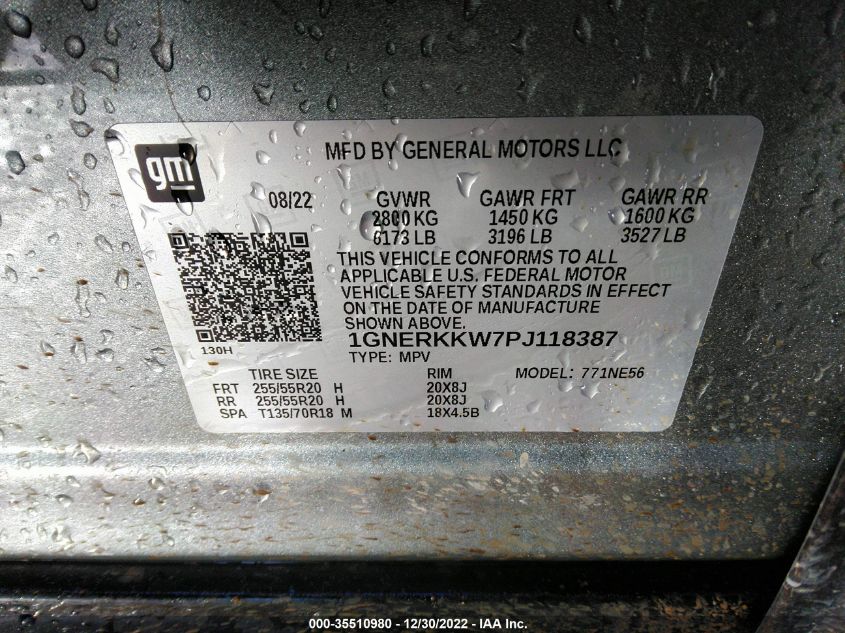 gm
MFD BY GENERAL MOTORS LLC
08/22 GVWR GAWR FRT GAWR RR
2800 KG 1450 KG 1600 KG
6173 LB 3196 LB 3527 LB
THIS VEHICLE CONFORMS TO ALL
APPLICABLE U.S. FEDERAL MOTOR
VEHICLE SAFETY STANDARDS IN EFFECT
ON THE DATE OF MANUFACTURE
SHOWN ABOVE.
1GNERKKW7PJ118387
130H
TYPE: MPV
TIRE SIZE RIM MODEL: 771NE56
FRT 255/55R20 H 20X8J
RR 255/55R20 H 20X8J
SPA T135/70R18 M 18X4.5B
000-35510980 - 12/30/2022 - IAA Inc.